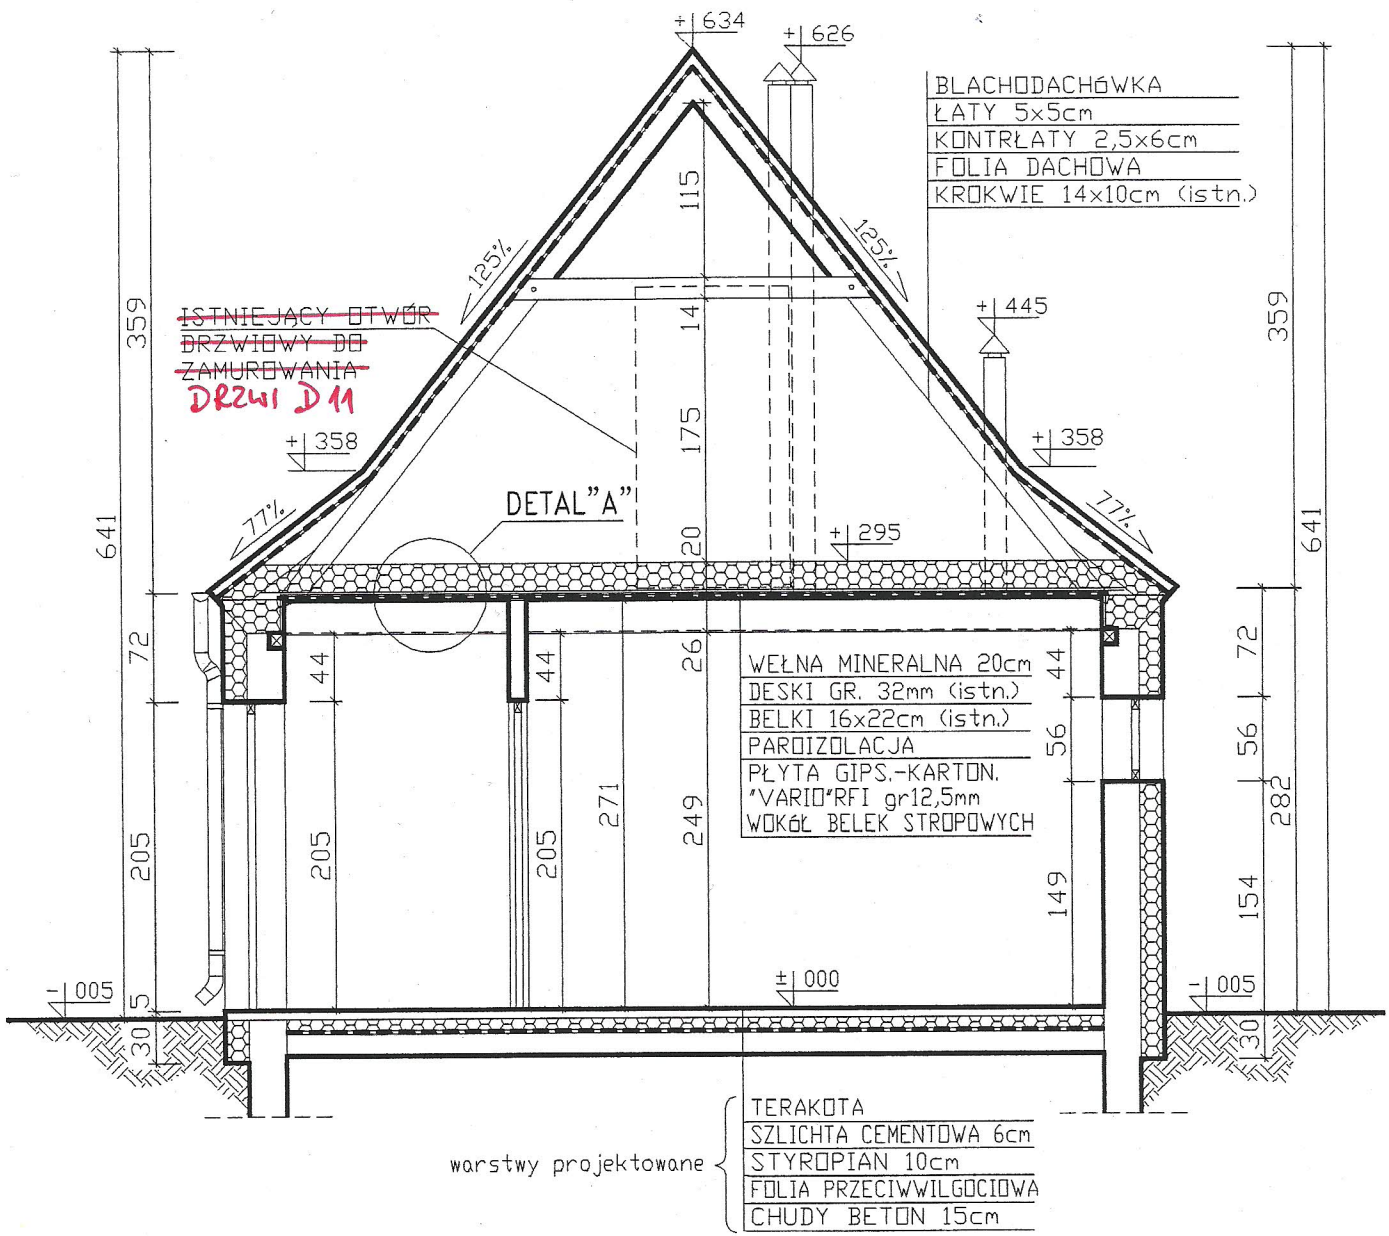 + 634
+ 626
BLACHODACHÓWKA
ŁATY 5x5cm
KONTRŁATY 2,5x6cm
FOLIA DACHOWA
KROKWIE 14x10cm (istn.)
115
125%
125%
359
359
ISTNIEJĄCY OTWÓR
DRZWIOWY DO
ZAMUROWANIA
DRZWI D 11
14
+ 445
+ 358
175
+ 358
77%
DETAL"A"
77%
641
20
+ 295
641
72
44
44
26
WEŁNA MINERALNA 20cm
DESKI GR. 32mm (istn.)
BELKI 16x22cm (istn.)
PAROIZOLACJA
PŁYTA GIPS.-KARTON.
"VARIO"RFI gr12,5mm
WOKÓŁ BELEK STROPOWYCH
44
72
56
56
282
205
205
205
271
249
149
154
- 005
5
± 000
- 005
30
30
TERAKOTA
SZLICHTA CEMENTOWA 6cm
warstwy projektowane
STYROPIAN 10cm
FOLIA PRZECIWWILGOCIOWA
CHUDY BETON 15cm